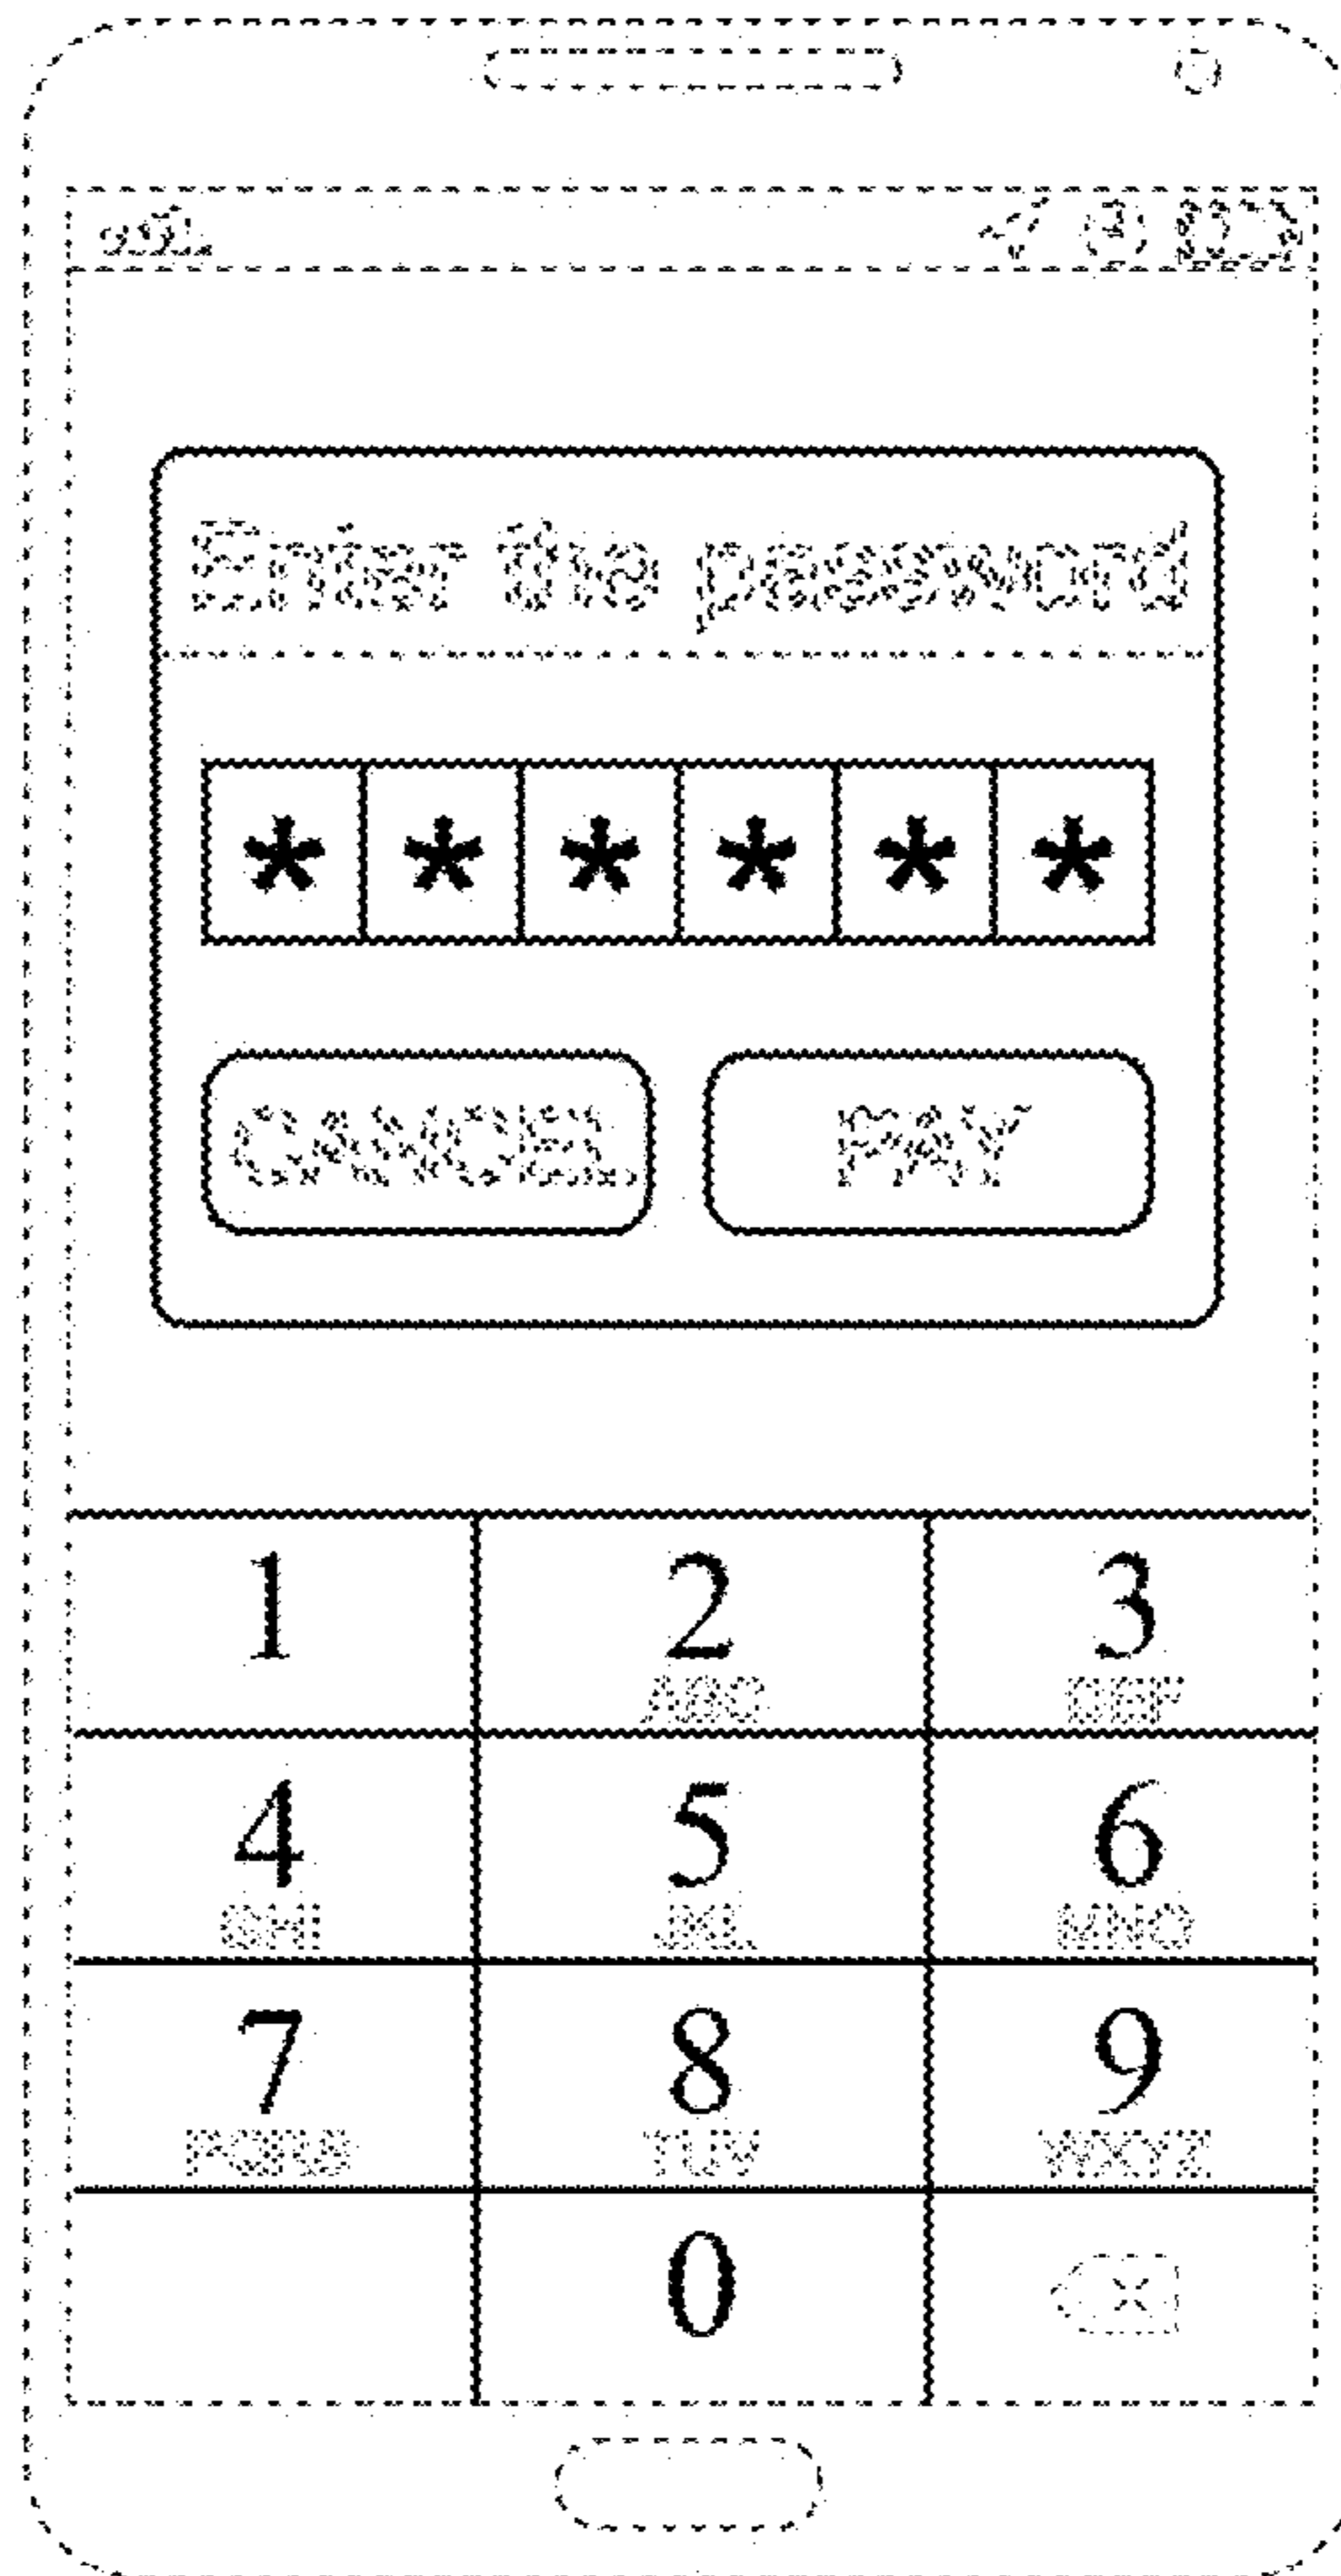 Enter the password
* * * * * *
CANCEL PAY
1 2 3
ABC DEF
4 5 6
GHI JKL MNO
7 8 9
PQRS TUV WXYZ
0